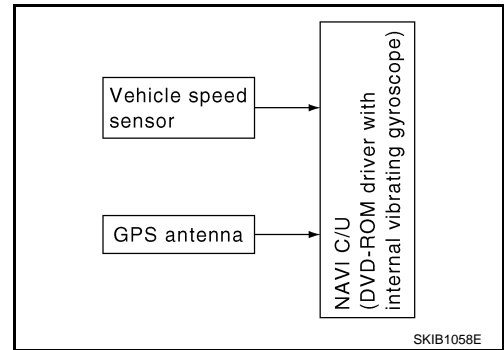 Vehicle speed
sensor
GPS antenna
NAVI C/U
(DVD-ROM driver with
internal vibrating gyroscope)
SKIB1058E